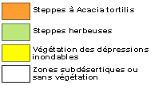 Steppes à Acacia tortilis
Steppes herbeuses
Végétation des dépressions
inondables
Zones subdésertiques ou
sans végétation